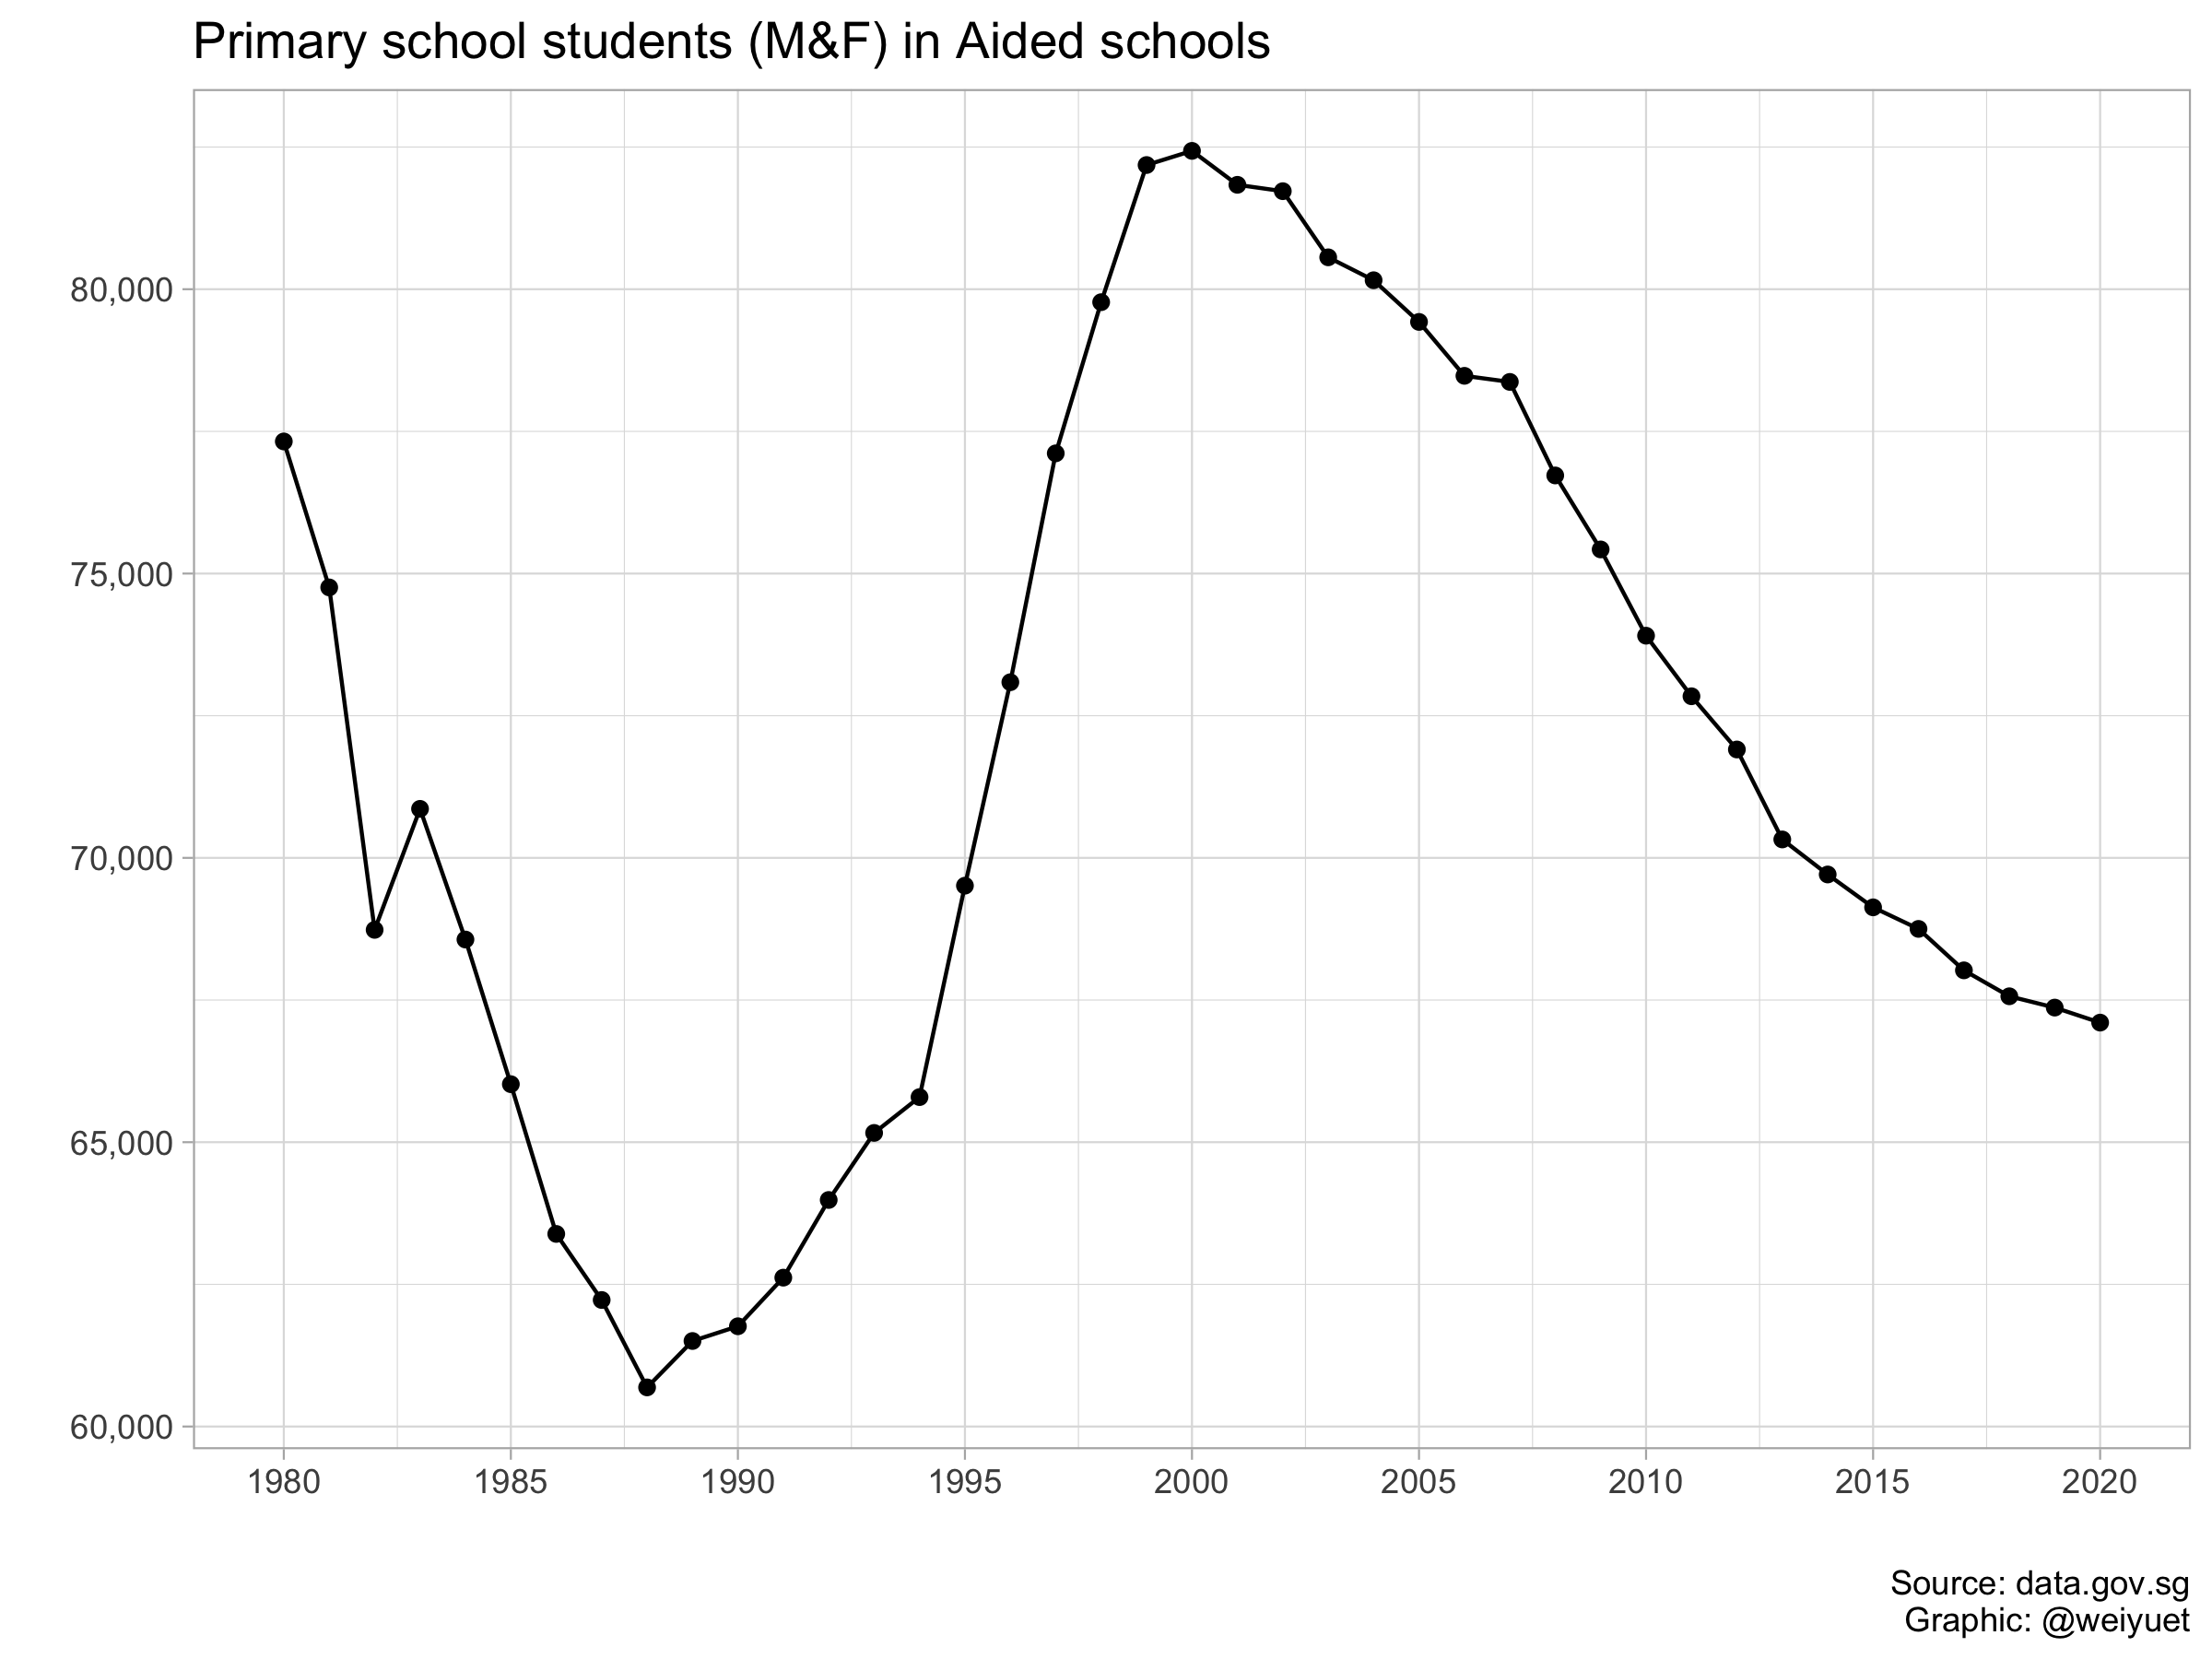 Primary school students (M&F) in Aided schools
80,000
75,000
70,000
65,000
60,000
1980 1985 1990 1995 2000 2005 2010 2015 2020
Source: data.gov.sg
Graphic: @weiyuet